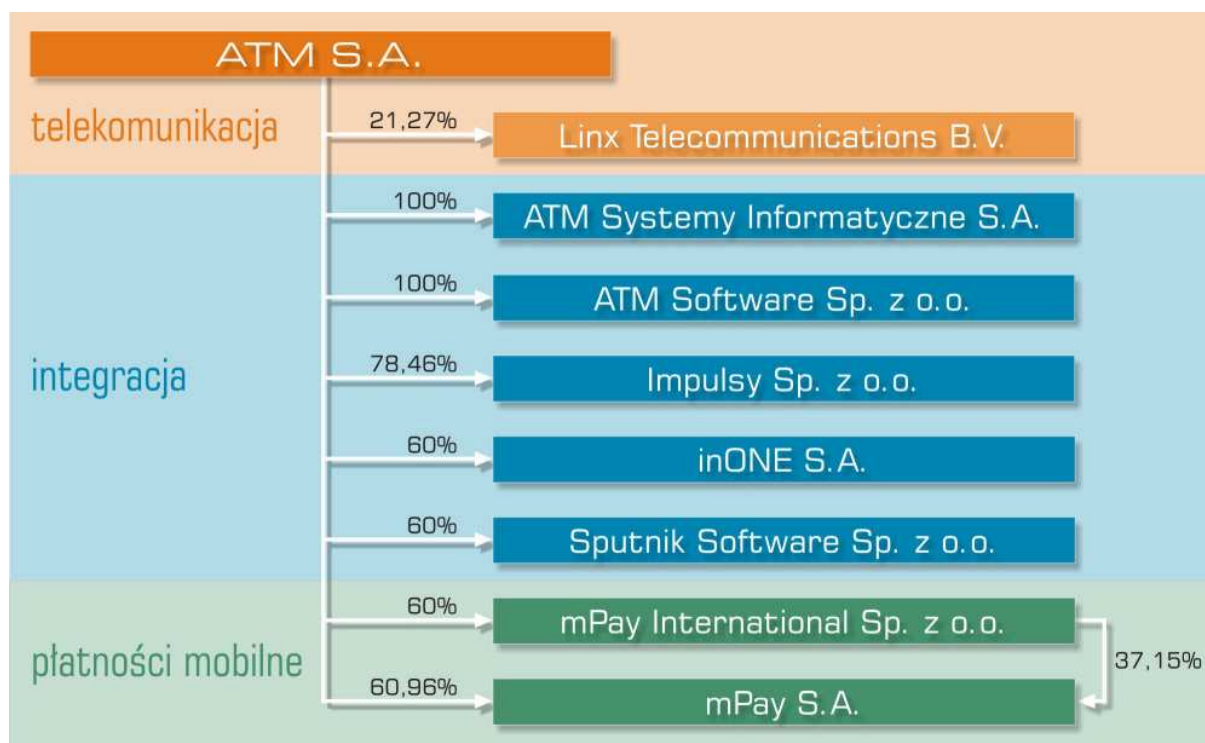 ATM S.A.
telekomunikacja
21,27%
Linx Telecommunications B.V.
100%
ATM Systemy Informatyczne S.A.
100%
ATM Software Sp. z o.o.
integracja
78,46%
Impulsy Sp. z o.o.
60%
inONE S.A.
60%
Sputnik Software Sp. z o.o.
60%
mPay International Sp. z o.o.
płatności mobilne
37,15%
60,96%
mPay S.A.